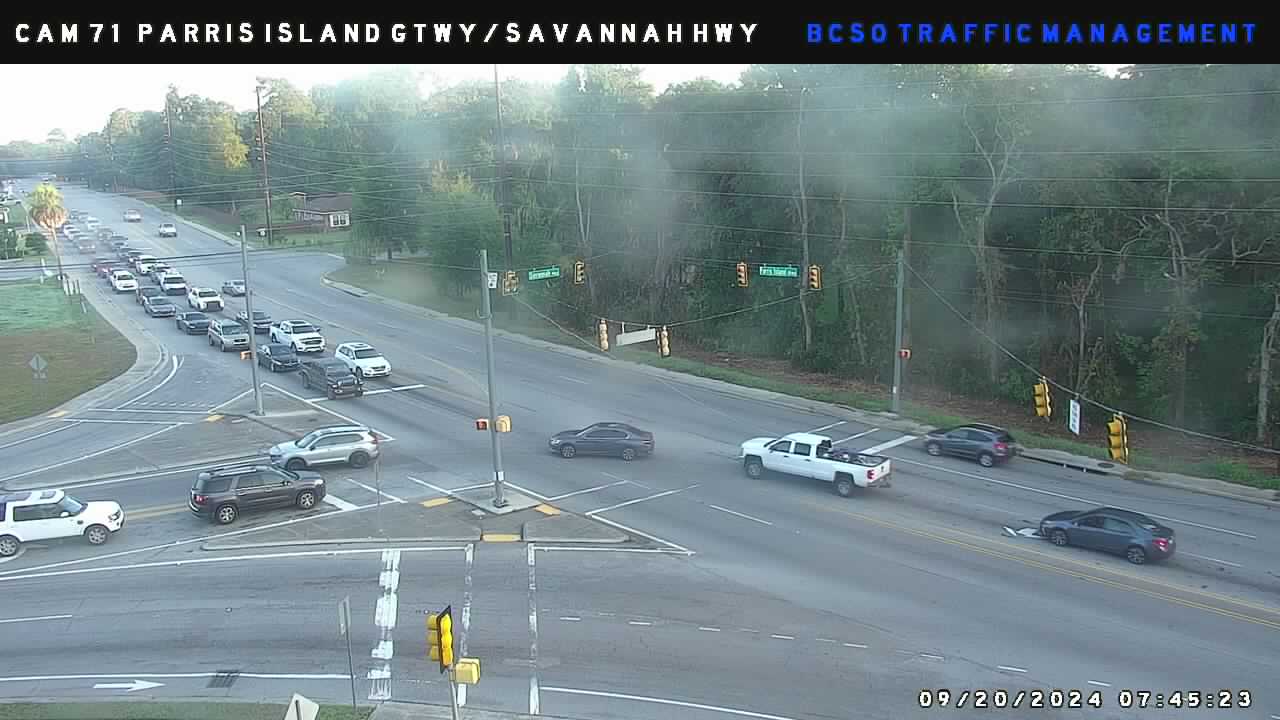 CAM 71 PARRIS ISLAND GTWY/SAVANNAH HWY
BCSO TRAFFIC MANAGEMENT
09/20/2024 07:45:23